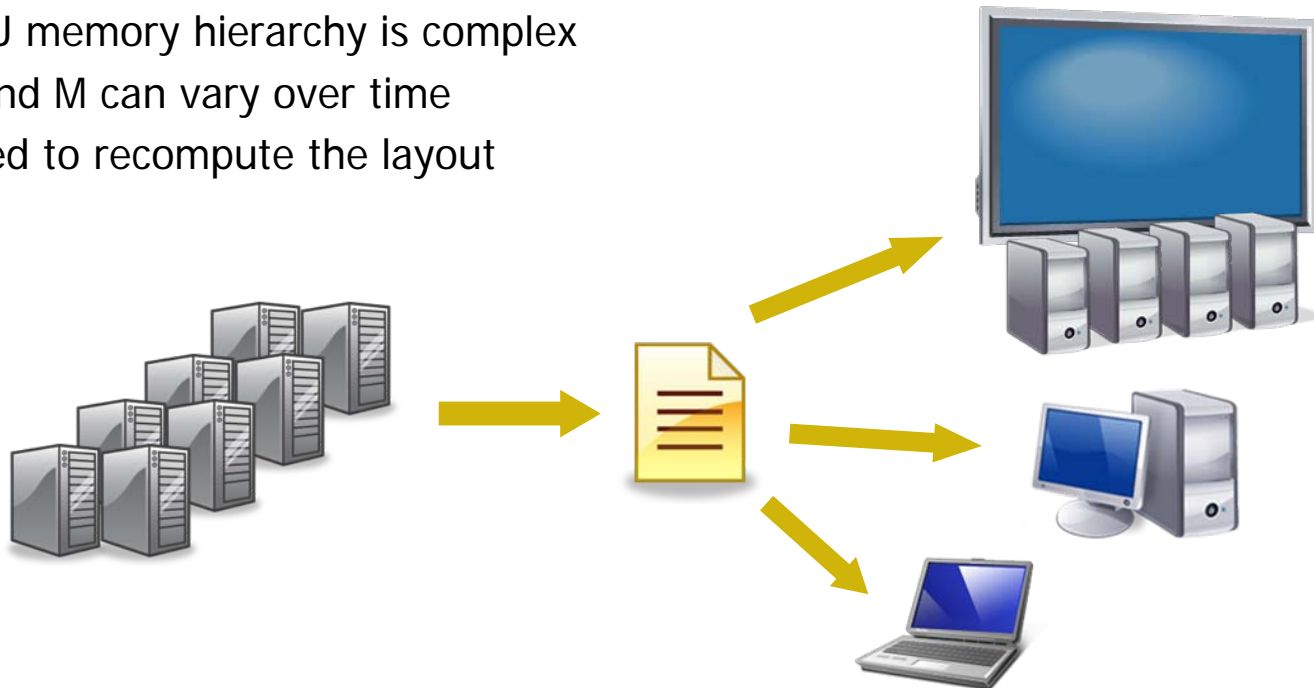 J memory hierarchy is complex
nd M can vary over time
ed to recompute the layout